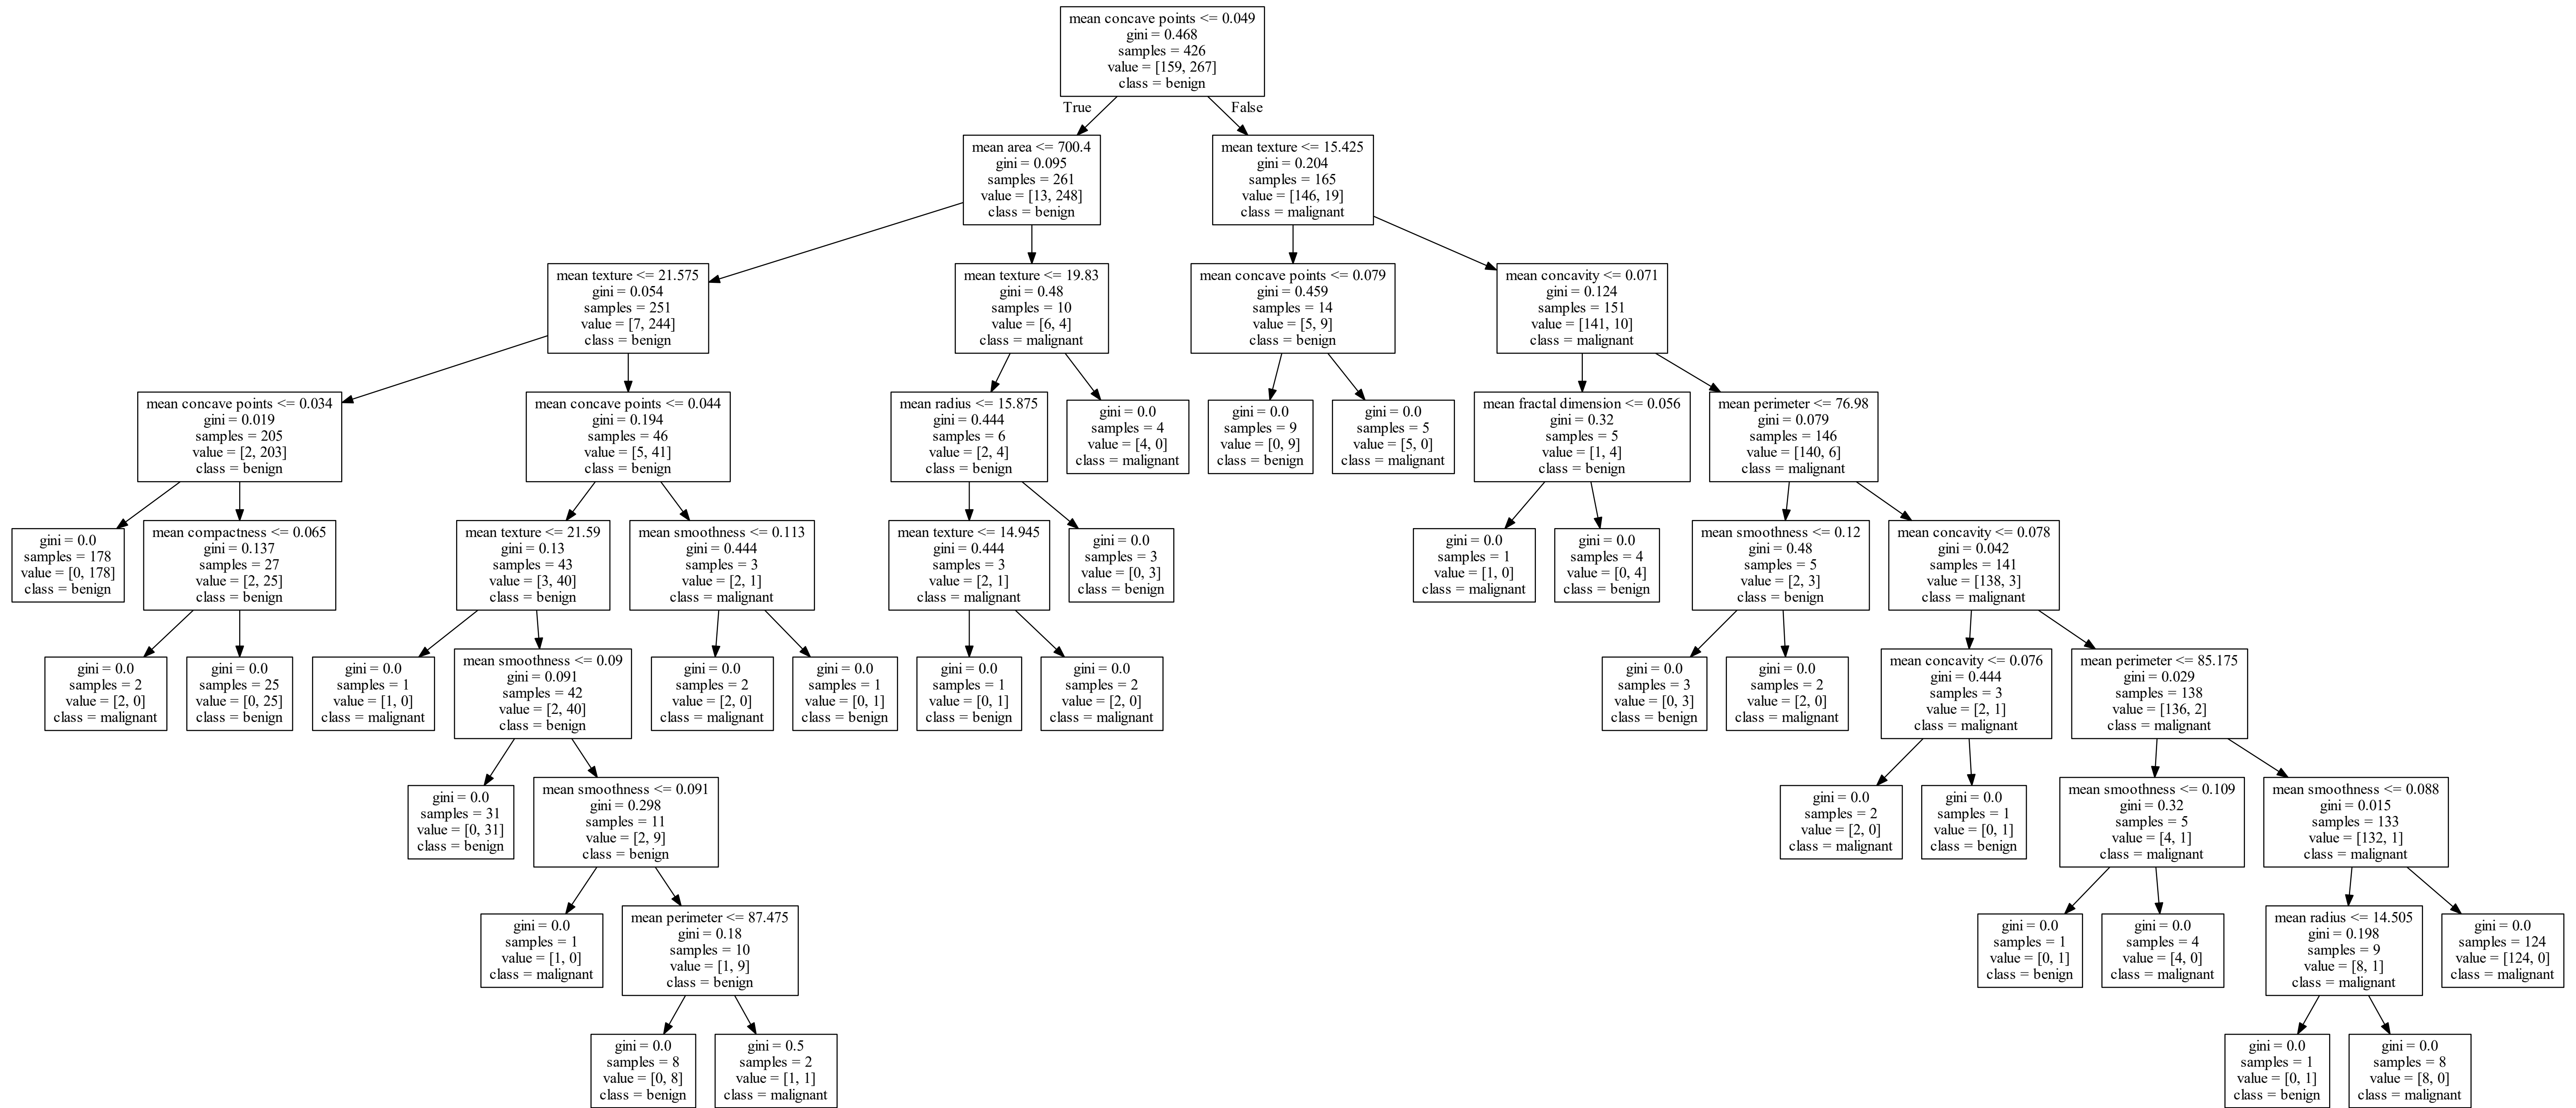 mean concave points <= 0.049
gini = 0.468
samples = 426
value = [159, 267]
class = benign
True
False
mean area <= 700.4
gini = 0.095
samples = 261
value = [13, 248]
class = benign
mean texture <= 15.425
gini = 0.204
samples = 165
value = [146, 19]
class = malignant
mean texture <= 21.575
gini = 0.054
samples = 251
value = [7, 244]
class = benign
mean texture <= 19.83
gini = 0.48
samples = 10
value = [6, 4]
class = malignant
mean concave points <= 0.079
gini = 0.459
samples = 14
value = [5, 9]
class = benign
mean concavity <= 0.071
gini = 0.124
samples = 151
value = [141, 10]
class = malignant
mean concave points <= 0.034
gini = 0.019
samples = 205
value = [2, 203]
class = benign
mean concave points <= 0.044
gini = 0.194
samples = 46
value = [5, 41]
class = benign
mean radius <= 15.875
gini = 0.444
samples = 6
value = [2, 4]
class = benign
gini = 0.0
samples = 4
value = [4, 0]
class = malignant
gini = 0.0
samples = 9
value = [0, 9]
class = benign
gini = 0.0
samples = 5
value = [5, 0]
class = malignant
mean fractal dimension <= 0.056
gini = 0.32
samples = 5
value = [1, 4]
class = benign
mean perimeter <= 76.98
gini = 0.079
samples = 146
value = [140, 6]
class = malignant
gini = 0.0
samples = 178
value = [0, 178]
class = benign
mean compactness <= 0.065
gini = 0.137
samples = 27
value = [2, 25]
class = benign
mean texture <= 21.59
gini = 0.13
samples = 43
value = [3, 40]
class = benign
mean smoothness <= 0.113
gini = 0.444
samples = 3
value = [2, 1]
class = malignant
mean texture <= 14.945
gini = 0.444
samples = 3
value = [2, 1]
class = malignant
gini = 0.0
samples = 3
value = [0, 3]
class = benign
gini = 0.0
samples = 1
value = [1, 0]
class = malignant
gini = 0.0
samples = 4
value = [0, 4]
class = benign
mean smoothness <= 0.12
gini = 0.48
samples = 5
value = [2, 3]
class = benign
mean concavity <= 0.078
gini = 0.042
samples = 141
value = [138, 3]
class = malignant
gini = 0.0
samples = 2
value = [2, 0]
class = malignant
gini = 0.0
samples = 25
value = [0, 25]
class = benign
gini = 0.0
samples = 1
value = [1, 0]
class = malignant
mean smoothness <= 0.09
gini = 0.091
samples = 42
value = [2, 40]
class = benign
gini = 0.0
samples = 2
value = [2, 0]
class = malignant
gini = 0.0
samples = 1
value = [0, 1]
class = benign
gini = 0.0
samples = 1
value = [0, 1]
class = benign
gini = 0.0
samples = 2
value = [2, 0]
class = malignant
gini = 0.0
samples = 3
value = [0, 3]
class = benign
gini = 0.0
samples = 2
value = [2, 0]
class = malignant
mean concavity <= 0.076
gini = 0.444
samples = 3
value = [2, 1]
class = malignant
mean perimeter <= 85.175
gini = 0.029
samples = 138
value = [136, 2]
class = malignant
gini = 0.0
samples = 31
value = [0, 31]
class = benign
mean smoothness <= 0.091
gini = 0.298
samples = 11
value = [2, 9]
class = benign
gini = 0.0
samples = 2
value = [2, 0]
class = malignant
gini = 0.0
samples = 1
value = [0, 1]
class = benign
mean smoothness <= 0.109
gini = 0.32
samples = 5
value = [4, 1]
class = malignant
mean smoothness <= 0.088
gini = 0.015
samples = 133
value = [132, 1]
class = malignant
gini = 0.0
samples = 1
value = [1, 0]
class = malignant
mean perimeter <= 87.475
gini = 0.18
samples = 10
value = [1, 9]
class = benign
gini = 0.0
samples = 1
value = [0, 1]
class = benign
gini = 0.0
samples = 4
value = [4, 0]
class = malignant
mean radius <= 14.505
gini = 0.198
samples = 9
value = [8, 1]
class = malignant
gini = 0.0
samples = 124
value = [124, 0]
class = malignant
gini = 0.0
samples = 8
value = [0, 8]
class = benign
gini = 0.5
samples = 2
value = [1, 1]
class = malignant
gini = 0.0
samples = 1
value = [0, 1]
class = benign
gini = 0.0
samples = 8
value = [8, 0]
class = malignant